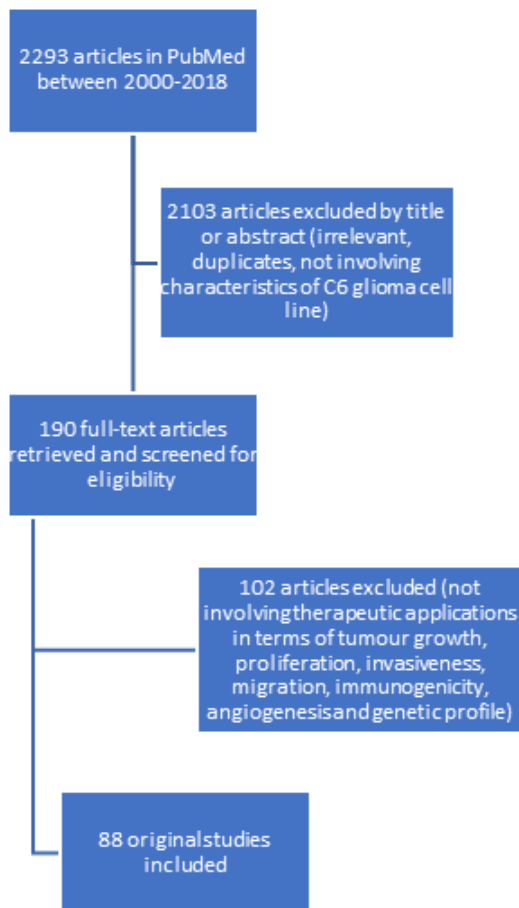 2293 articles in PubMed
between 2000-2018
2103 articles excluded by title
or abstract (irrelevant,
duplicates, not involving
characteristics of C6 glioma cell
line)
190 full-text articles
retrieved and screened for
eligibility
102 articles excluded (not
involving therapeutic applications
in terms of tumour growth,
proliferation, invasiveness,
migration, immunogenicity,
angiogenesis and genetic profile)
88 original studies
included